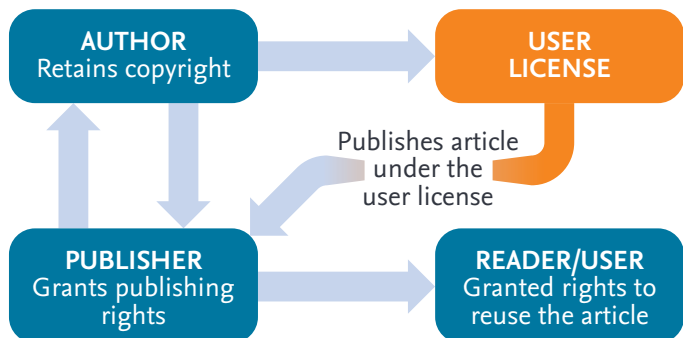 AUTHOR
Retains copyright
USER
LICENSE
Publishes article
under the
user license
PUBLISHER
Grants publishing
rights
READER/USER
Granted rights to
reuse the article